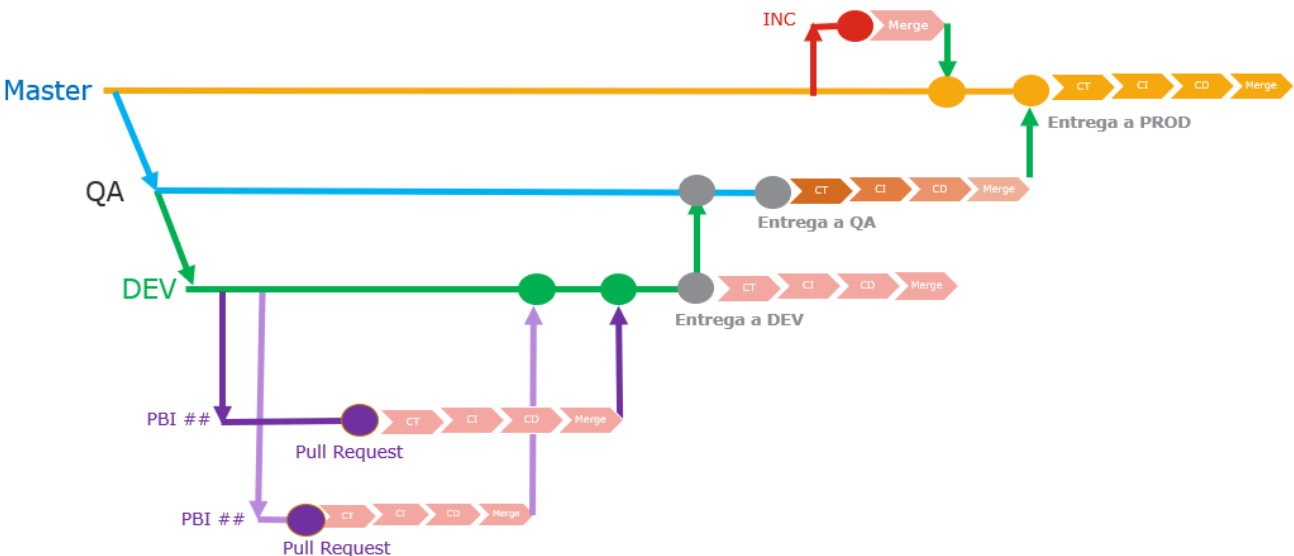 INC
Merge
Master
CT
CI
CD
Merge
Entrega a PROD
QA
CT
CI
CD
Merge
Entrega a QA
DEV
CT
CI
CD
Merge
Entrega a DEV
PBI ##
CT
CI
CD
Merge
Pull Request
PBI ##
CT
CI
CD
Merge
Pull Request